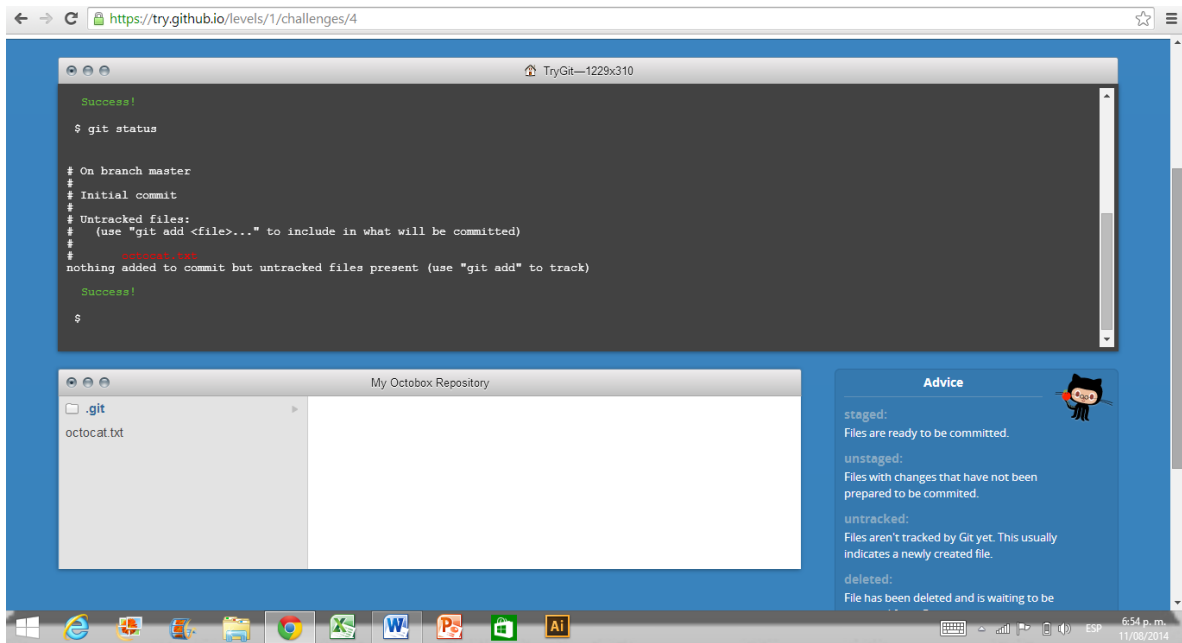 https://try.github.io/levels/1/challenges/4
TryGit—1229x310
Success!
$ git status
# On branch master
#
# Initial commit
#
# Untracked files:
#   (use "git add <file>..." to include in what will be committed)
#
#       octocat.txt
nothing added to commit but untracked files present (use "git add" to track)
Success!
$
My Octobox Repository
.git
octocat.txt
Advice
staged:
Files are ready to be committed.
unstaged:
Files with changes that have not been
prepared to be commited.
untracked:
Files aren't tracked by Git yet. This usually
indicates a newly created file.
deleted:
File has been deleted and is waiting to be
Ai
ESP
6:54 p. m.
11/08/2014